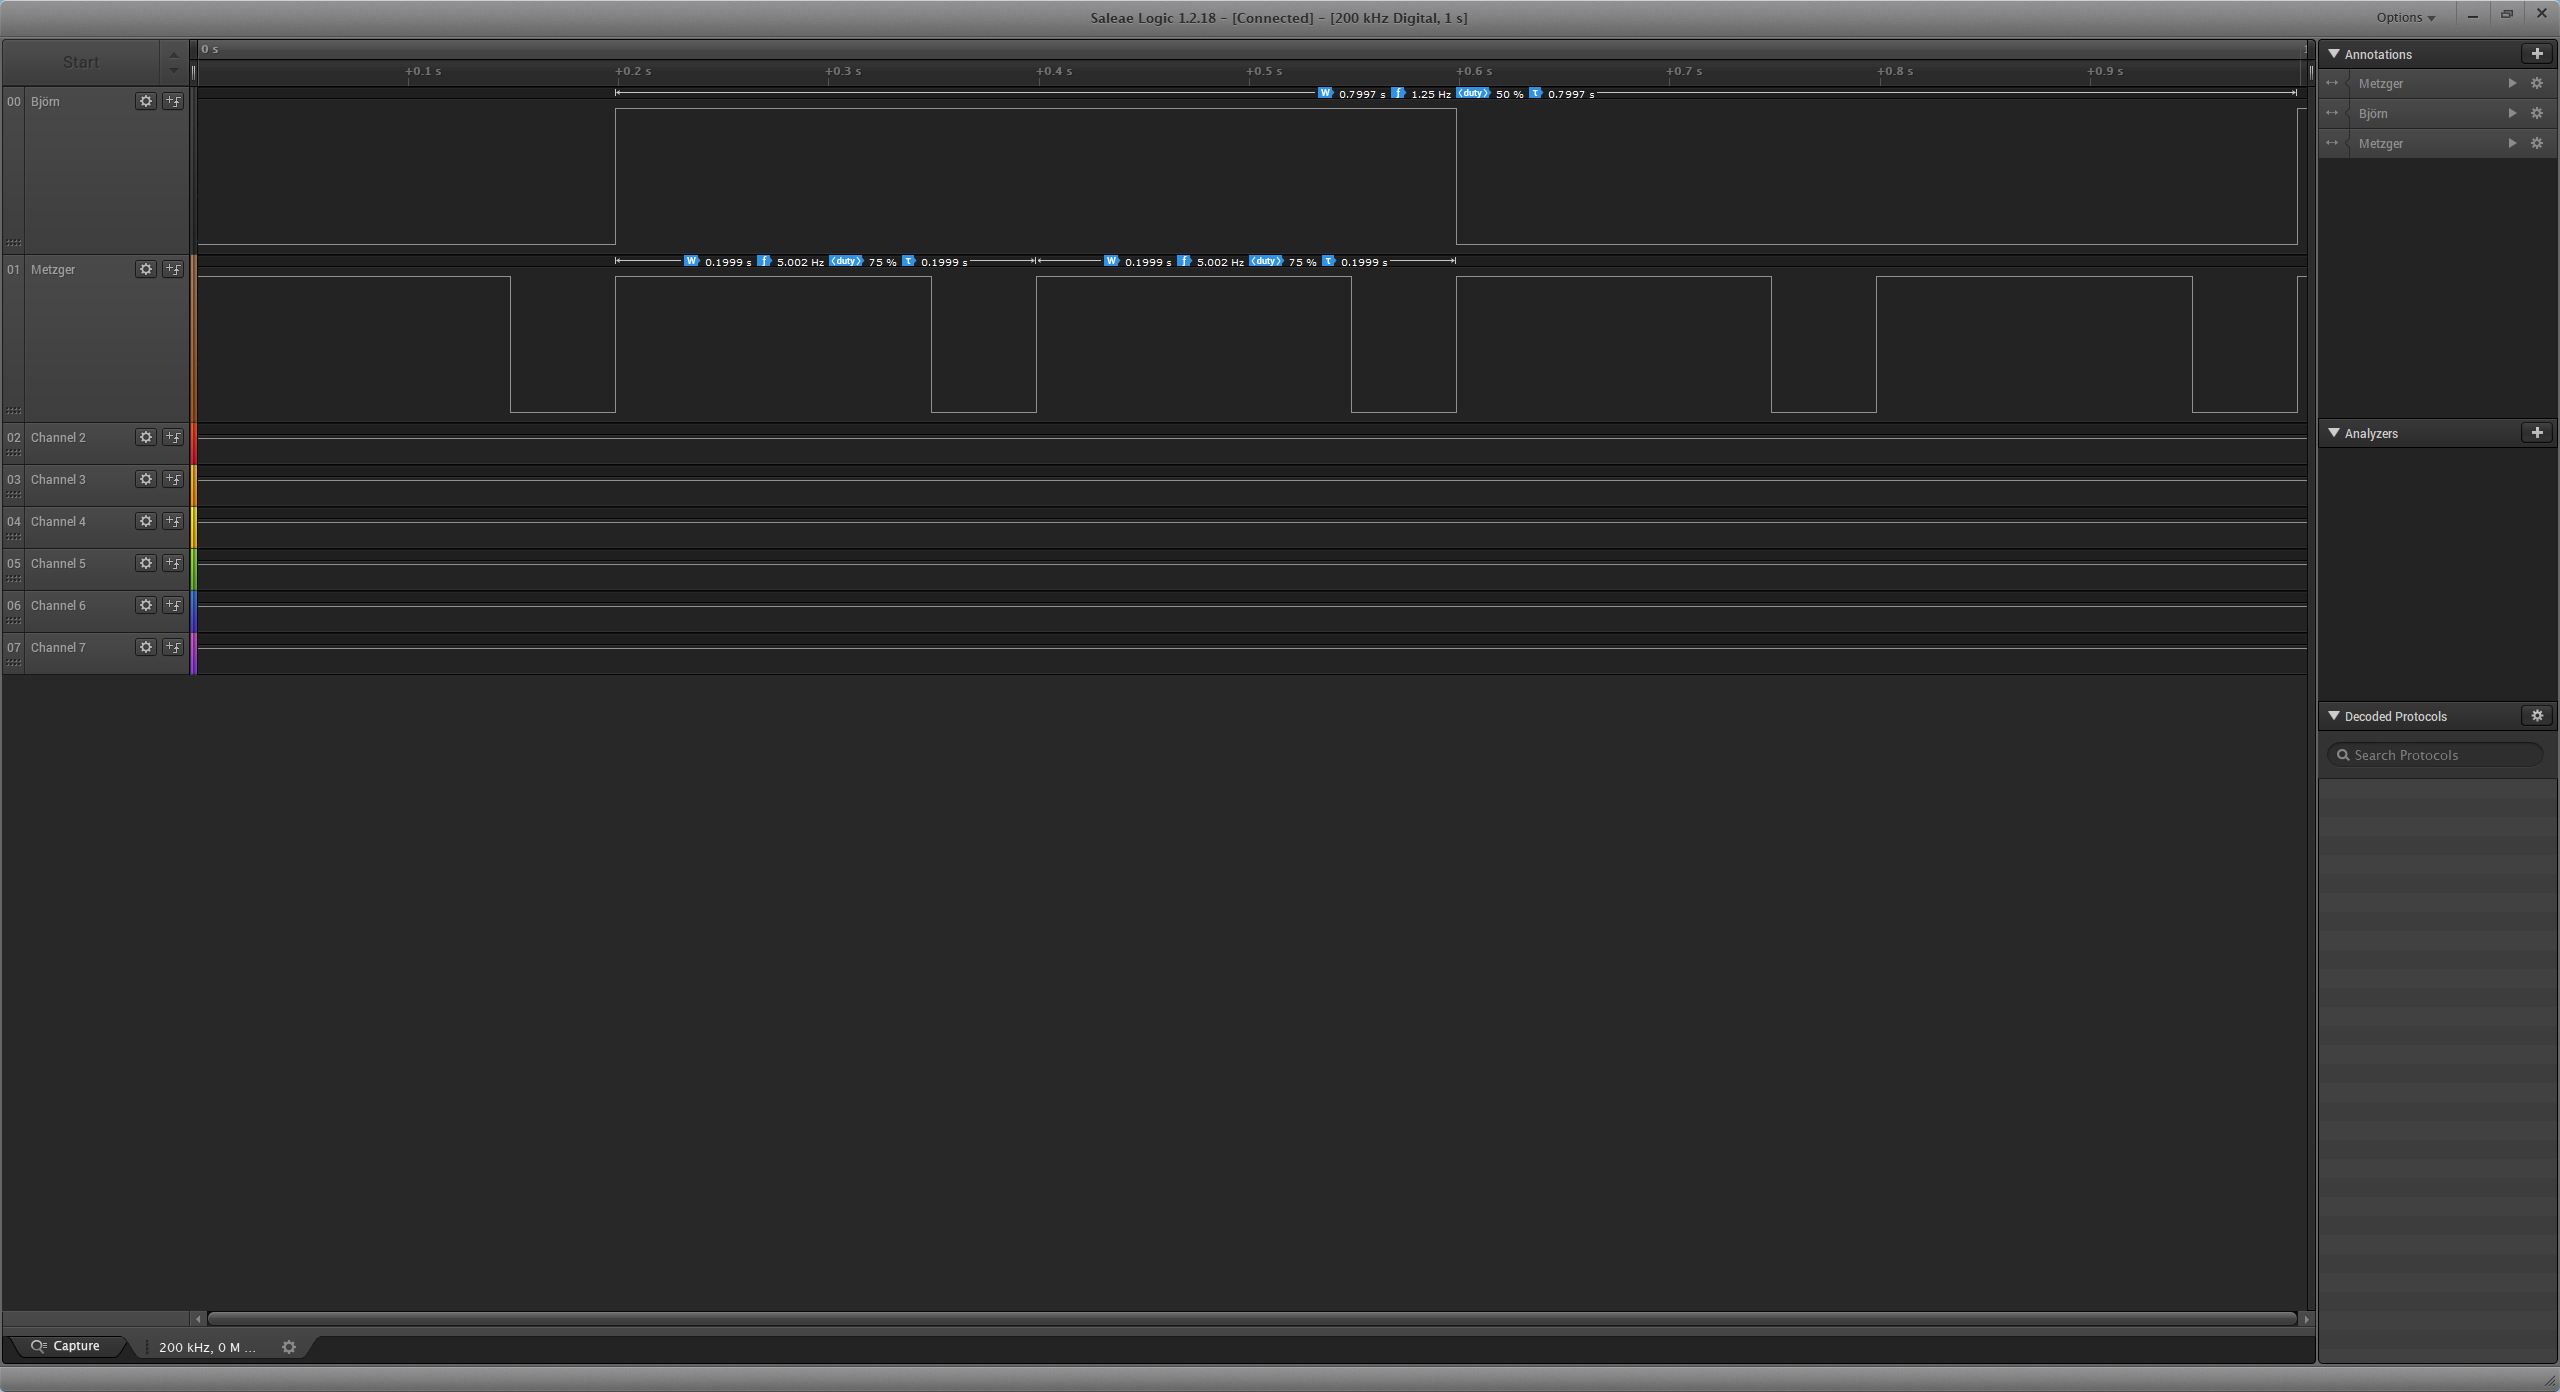 Saleae Logic 1.2.18 - [Connected] - [200 kHz Digital, 1 s]
Options
Start
0 s
+0.1 s +0.2 s +0.3 s +0.4 s +0.5 s +0.6 s +0.7 s +0.8 s +0.9 s
00 Björn
W 0.7997 s f 1.25 Hz duty 50 % T 0.7997 s
01 Metzger
W 0.1999 s f 5.002 Hz duty 75 % T 0.1999 s W 0.1999 s f 5.002 Hz duty 75 % T 0.1999 s
02 Channel 2
03 Channel 3
04 Channel 4
05 Channel 5
06 Channel 6
07 Channel 7
Annotations
Metzger
Björn
Metzger
Analyzers
Decoded Protocols
Search Protocols
Capture
200 kHz, 0 M ...